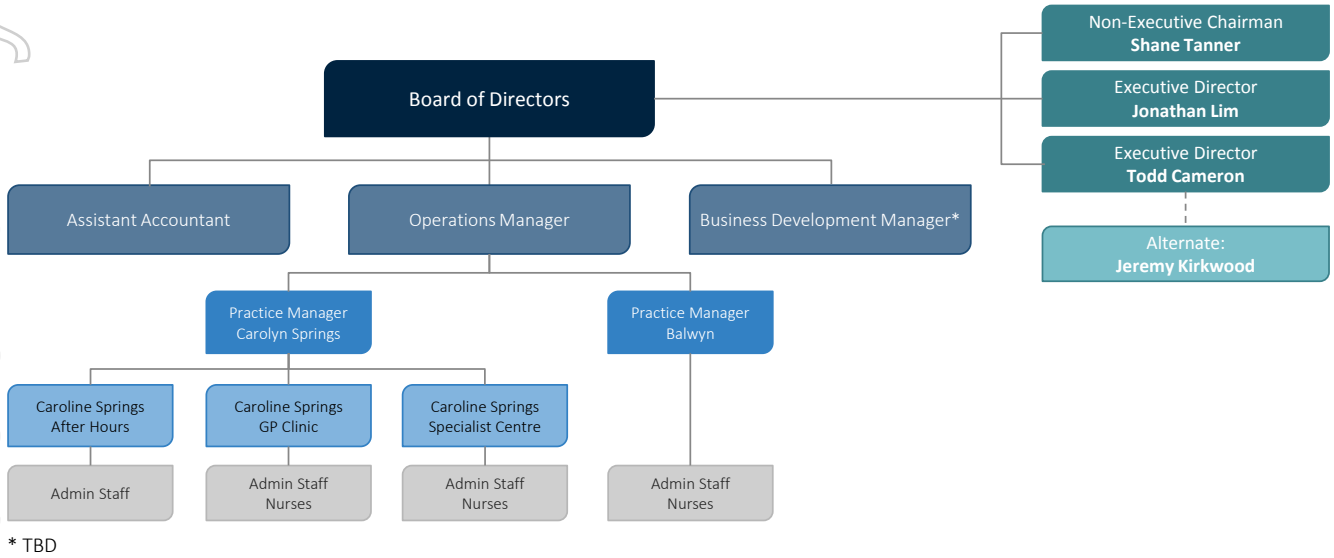 Non-Executive Chairman
Shane Tanner
Board of Directors
Executive Director
Jonathan Lim
Executive Director
Todd Cameron
Assistant Accountant
Operations Manager
Business Development Manager*
Alternate:
Jeremy Kirkwood
Practice Manager
Carolyn Springs
Practice Manager
Balwyn
Caroline Springs
After Hours
Caroline Springs
GP Clinic
Caroline Springs
Specialist Centre
Admin Staff
Admin Staff
Nurses
Admin Staff
Nurses
Admin Staff
Nurses
* TBD